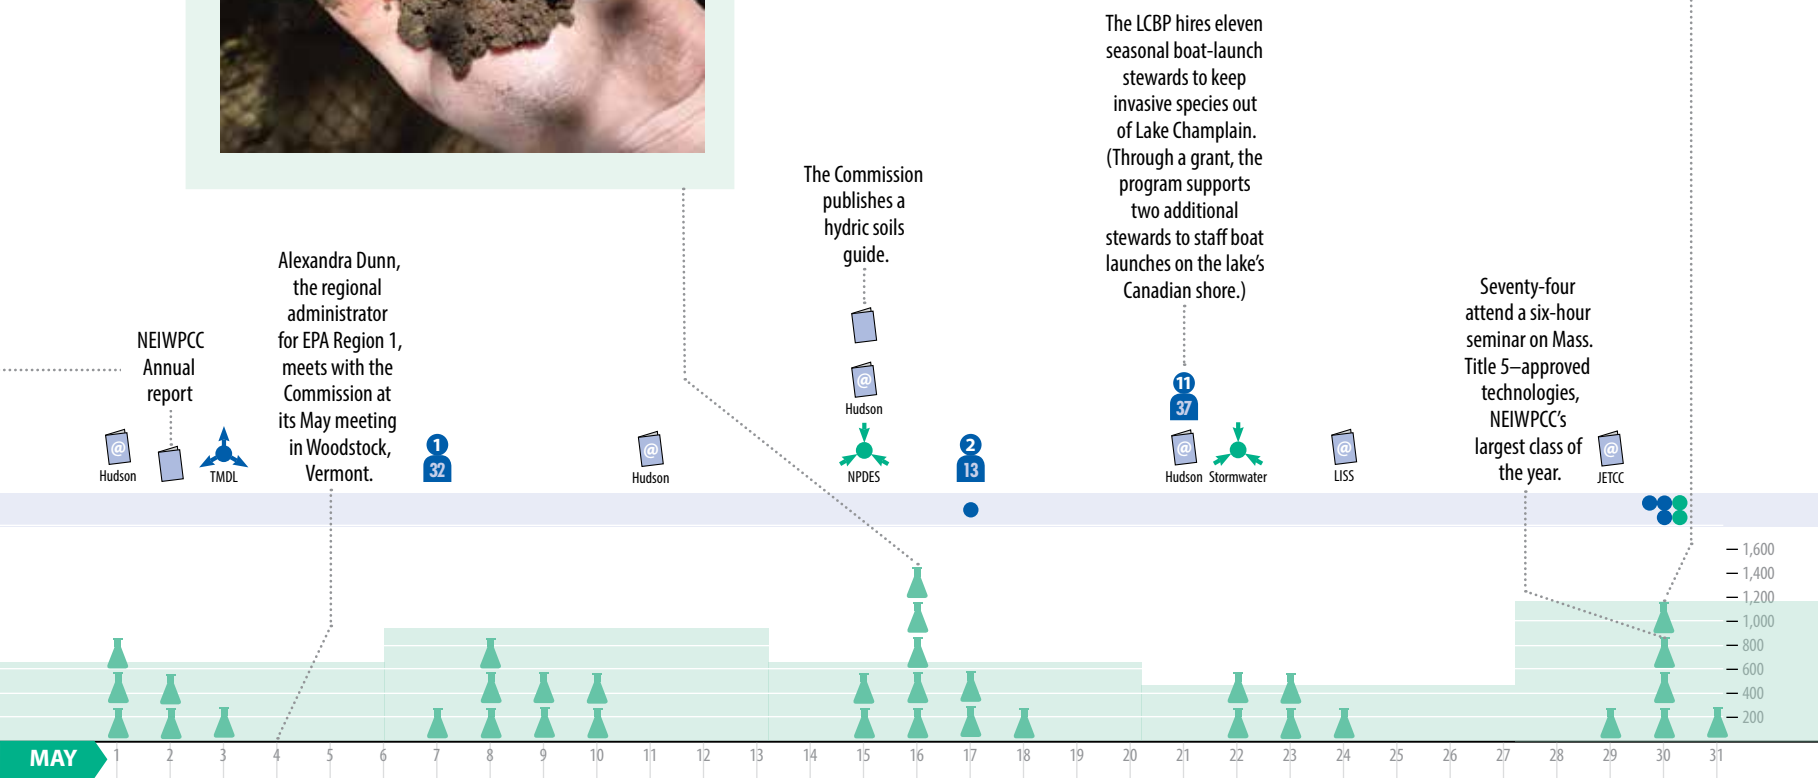 The LCBP hires eleven
seasonal boat-launch
stewards to keep
invasive species out
of Lake Champlain.
(Through a grant, the
program supports
two additional
stewards to staff boat
launches on the lake's
Canadian shore.)
The Commission
publishes a
hydric soils
guide.
Alexandra Dunn,
the regional
administrator
for EPA Region 1,
meets with the
Commission at
its May meeting
in Woodstock,
Vermont.
Seventy-four
attend a six-hour
seminar on Mass.
Title 5–approved
technologies,
NEIWPCC's
largest class of
the year.
NEIWPCC
Annual
report
@
Hudson
TMDL
1
32
@
Hudson
@
Hudson
NPDES
2
13
11
37
@
Hudson
Stormwater
@
LISS
@
JETCC
1,600
1,400
1,200
1,000
800
600
400
200
MAY 1 2 3 4 5 6 7 8 9 10 11 12 13 14 15 16 17 18 19 20 21 22 23 24 25 26 27 28 29 30 31